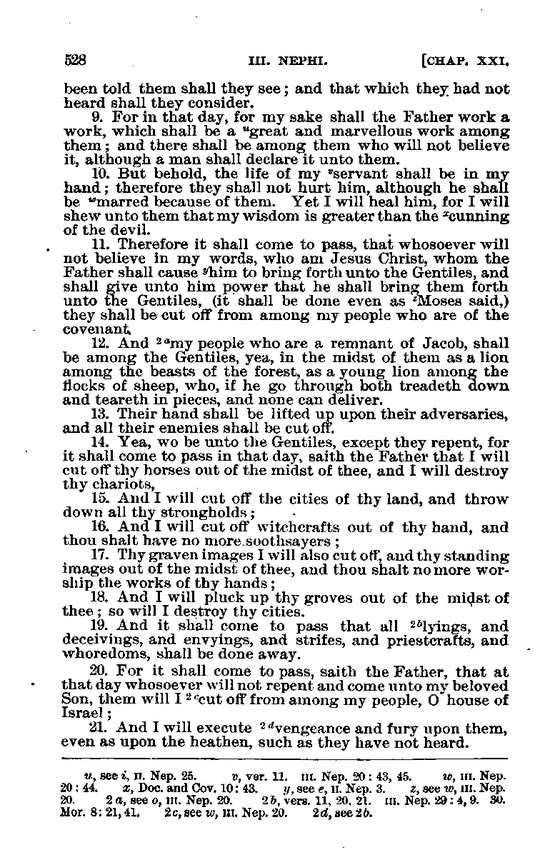 528 III. NEPHI. [CHAP. XXI.
been told them shall they see; and that which they had not
heard shall they consider.
9. For in that day, for my sake shall the Father work a
work, which shall be a ᵘgreat and marvellous work among
them; and there shall be among them who will not believe
it, although a man shall declare it unto them.
10. But behold, the life of my ᵛservant shall be in my
hand; therefore they shall not hurt him, although he shall
be ʷmarred because of them. Yet I will heal him, for I will
shew unto them that my wisdom is greater than the ˣcunning
of the devil.
11. Therefore it shall come to pass, that whosoever will
not believe in my words, who am Jesus Christ, whom the
Father shall cause ʸhim to bring forth unto the Gentiles, and
shall give unto him power that he shall bring them forth
unto the Gentiles, (it shall be done even as ᶻMoses said,)
they shall be cut off from among my people who are of the
covenant.
12. And ²ᵃmy people who are a remnant of Jacob, shall
be among the Gentiles, yea, in the midst of them as a lion
among the beasts of the forest, as a young lion among the
flocks of sheep, who, if he go through both treadeth down
and teareth in pieces, and none can deliver.
13. Their hand shall be lifted up upon their adversaries,
and all their enemies shall be cut off.
14. Yea, wo be unto the Gentiles, except they repent, for
it shall come to pass in that day, saith the Father that I will
cut off thy horses out of the midst of thee, and I will destroy
thy chariots,
15. And I will cut off the cities of thy land, and throw
down all thy strongholds;
16. And I will cut off witchcrafts out of thy hand, and
thou shalt have no more soothsayers;
17. Thy graven images I will also cut off, and thy standing
images out of the midst of thee, and thou shalt no more wor-
ship the works of thy hands;
18. And I will pluck up thy groves out of the midst of
thee; so will I destroy thy cities.
19. And it shall come to pass that all ²ᵇlyings, and
deceivings, and envyings, and strifes, and priestcrafts, and
whoredoms, shall be done away.
20. For it shall come to pass, saith the Father, that at
that day whosoever will not repent and come unto my beloved
Son, them will I ²ᶜcut off from among my people, O house of
Israel;
21. And I will execute ²ᵈvengeance and fury upon them,
even as upon the heathen, such as they have not heard.
u, see i, II. Nep. 25. v, ver. 11. III. Nep. 20:43, 45. w, III. Nep.
20:44. x, Doc. and Cov. 10:43. y, see e, II. Nep. 3. z, see w, III. Nep.
20. 2a, see o, III. Nep. 20. 2b, vers. 11, 20, 21. III. Nep. 29:4, 9. 30.
Mor. 8:21, 41. 2c, see w, III. Nep. 20. 2d, see 2b.